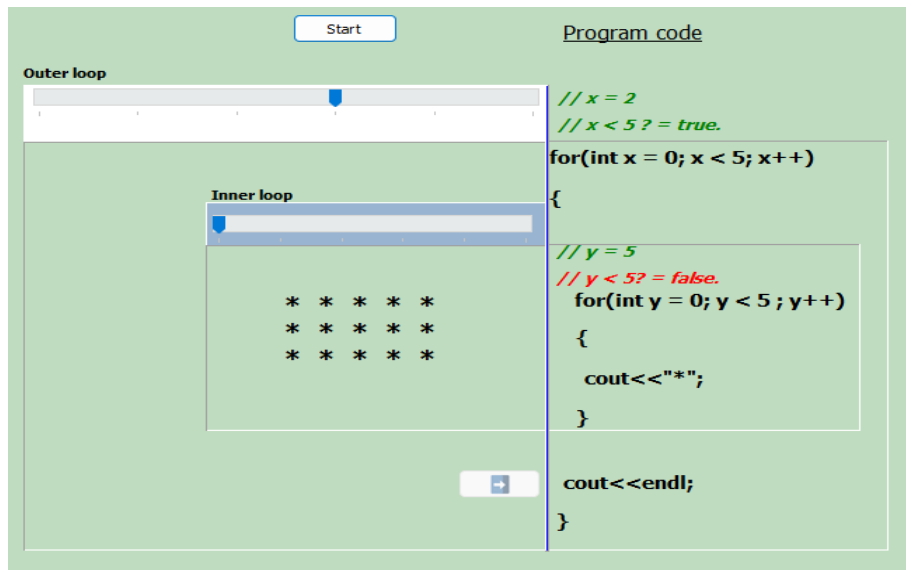 Start
Program code
Outer loop
// x = 2
// x < 5 ? = true.
for(int x = 0; x < 5; x++)
{
Inner loop
// y = 5
// y < 5? = false.
for(int y = 0; y < 5 ; y++)
{
* * * * *
* * * * *
* * * * *
cout<<"*";
}
cout<<endl;
}